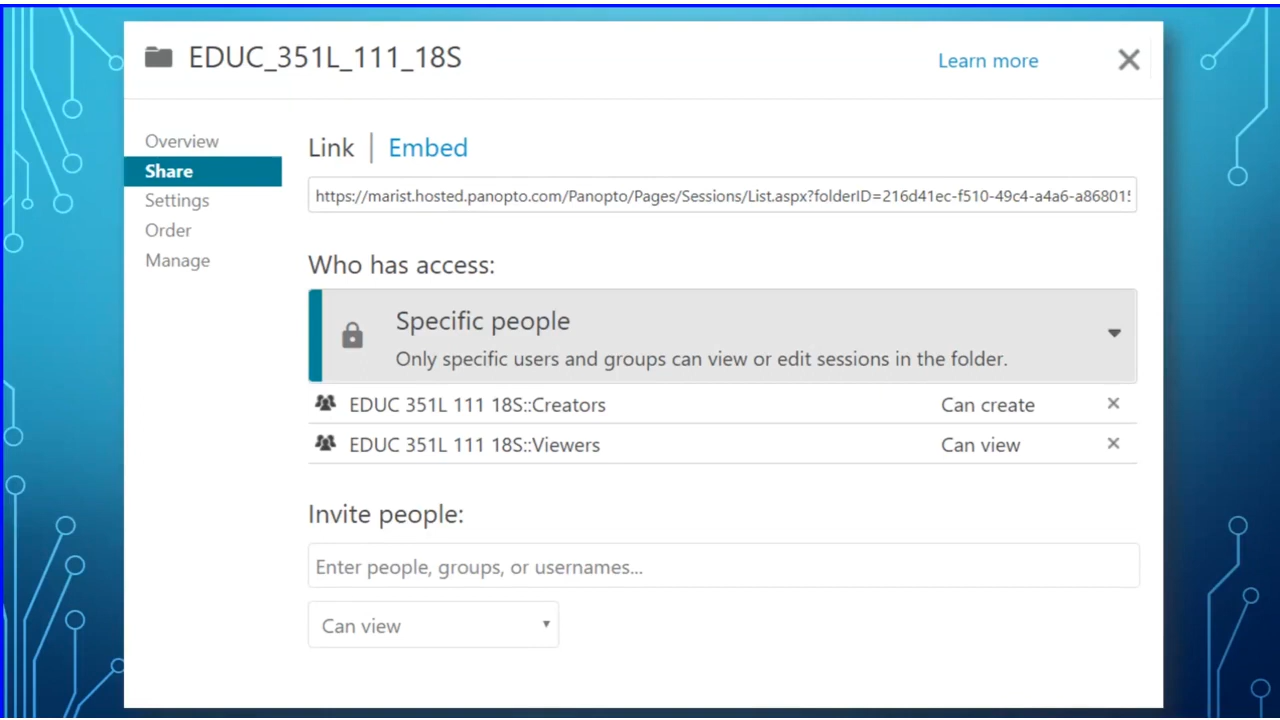 EDUC_351L_111_18S
Learn more
Overview
Share
Settings
Order
Manage
Link | Embed
https://marist.hosted.panopto.com/Panopto/Pages/Sessions/List.aspx?folderID=216d41ec-f510-49c4-a4a6-a86801
Who has access:
Specific people
Only specific users and groups can view or edit sessions in the folder.
EDUC 351L 111 18S::Creators Can create
EDUC 351L 111 18S::Viewers Can view
Invite people:
Enter people, groups, or usernames...
Can view